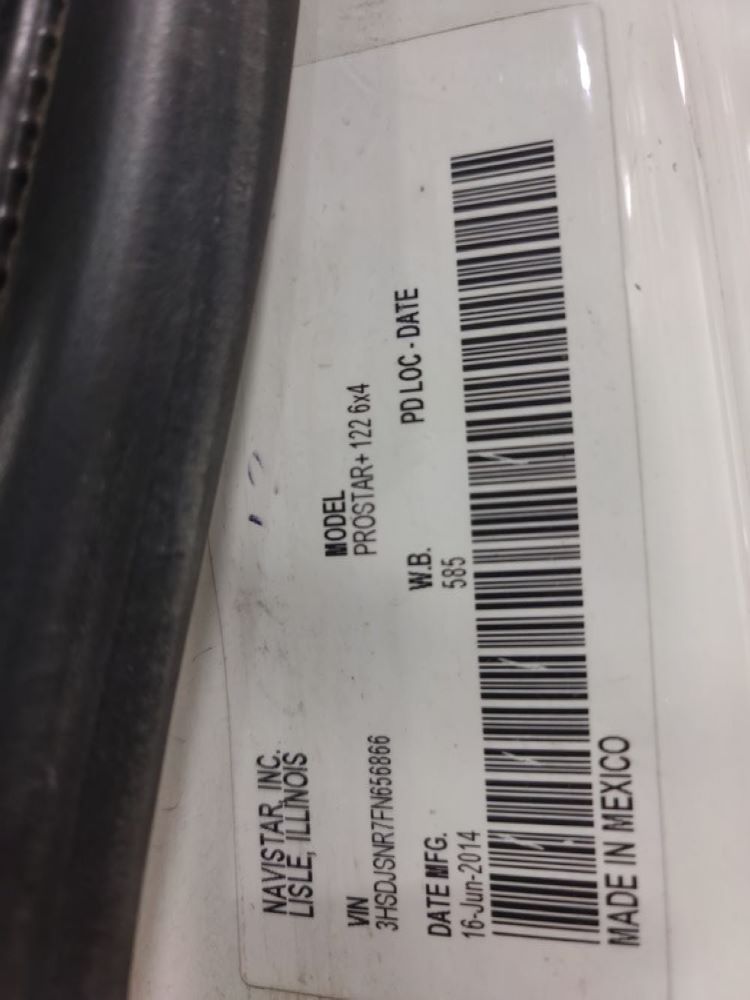 NAVISTAR, INC.
LISLE, ILLINOIS
VIN
3HSDJSNR7FN656866
MODEL
PROSTAR+ 122 6x4
DATE MFG.
16-Jun-2014
W.B.
585
PD LOC - DATE
MADE IN MEXICO